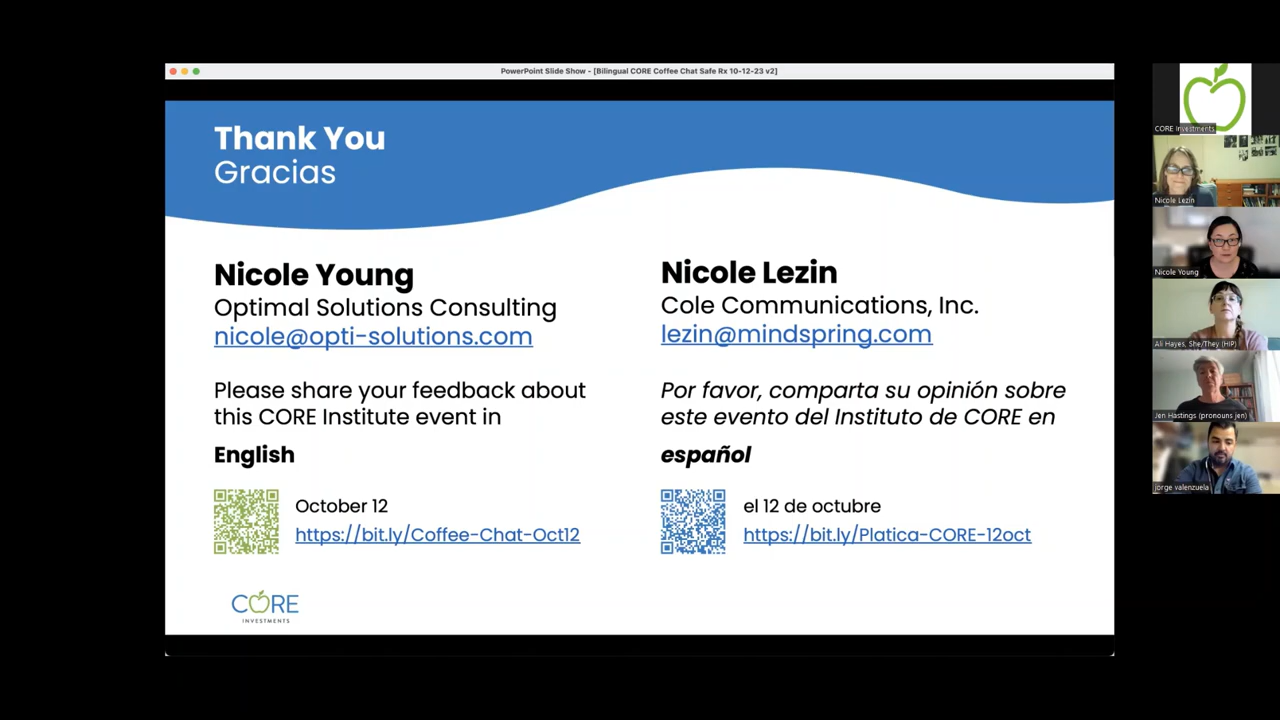 PowerPoint Slide Show - [Bilingual CORE Coffee Chat Safe Rx 10-12-23 v2]
Thank You
Gracias
Nicole Young
Optimal Solutions Consulting
nicole@opti-solutions.com
Please share your feedback about
this CORE Institute event in
English
October 12
https://bit.ly/Coffee-Chat-Oct12
Nicole Lezin
Cole Communications, Inc.
lezin@mindspring.com
Por favor, comparta su opinión sobre
este evento del Instituto de CORE en
español
el 12 de octubre
https://bit.ly/Platica-CORE-12oct
CORE
INVESTMENTS
CORE Investments
Nicole Lezin
Nicole Young
Ali Hayes, She/They (HIP)
Jen Hastings (pronouns jen)
jorge valenzuela